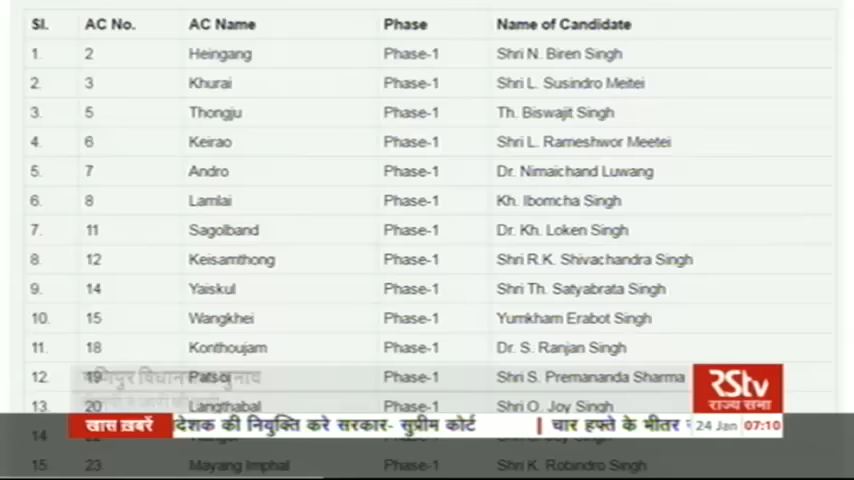 Sl. AC No. AC Name Phase Name of Candidate
1. 2 Heingang Phase-1 Shri N. Biren Singh
2. 3 Khurai Phase-1 Shri L. Susindro Meitei
3. 5 Thongju Phase-1 Th. Biswajit Singh
4. 6 Keirao Phase-1 Shri L. Rameshwor Meetei
5. 7 Andro Phase-1 Dr. Nimaichand Luwang
6. 8 Lamlai Phase-1 Kh. Ibomcha Singh
7. 11 Sagolband Phase-1 Dr. Kh. Loken Singh
8. 12 Keisamthong Phase-1 Shri R.K. Shivachandra Singh
9. 14 Yaiskul Phase-1 Shri Th. Satyabrata Singh
10. 15 Wangkhei Phase-1 Yumkham Erabot Singh
11. 18 Konthoujam Phase-1 Dr. S. Ranjan Singh
12. 19 Patsoi Phase-1 Shri S. Premananda Sharma
मणिपुर विधानसभा चुनाव
RStv
राज्य सभा
13. 20 Langthabal Phase-1 Shri O. Joy Singh
खास ख़बरें देशक की नियुक्ति करे सरकार- सुप्रीम कोर्ट | चार हफ्ते के भीतर 24 Jan 07:10
14 22 Phase-1 Singh
15. 23 Mayang Imphal Phase-1 Shri K. Robindro Singh